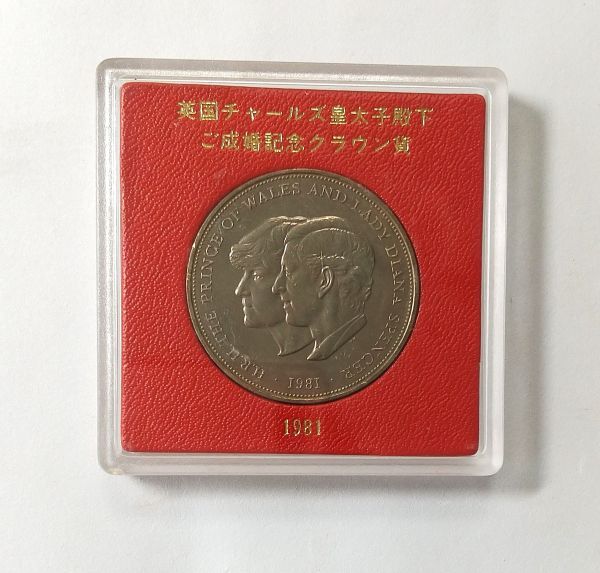 英国チャールズ皇太子殿下
ご成婚記念クラウン貨
H.R.H. THE PRINCE OF WALES AND LADY DIANA SPENCER
· 1981 ·
1981